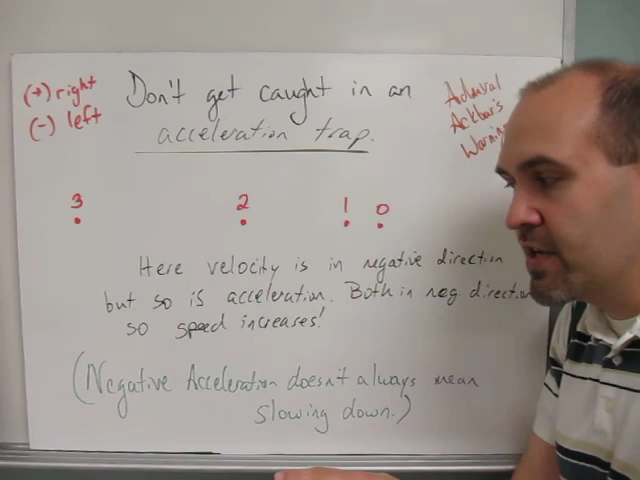 (+) right
(-) left
Don't get caught in an
acceleration trap.
Admiral
Ackbar's
Warning
3 2 1 0
Here velocity is in negative direction
but so is acceleration. Both in neg direction
so speed increases!
(Negative Acceleration doesn't always mean
slowing down.)